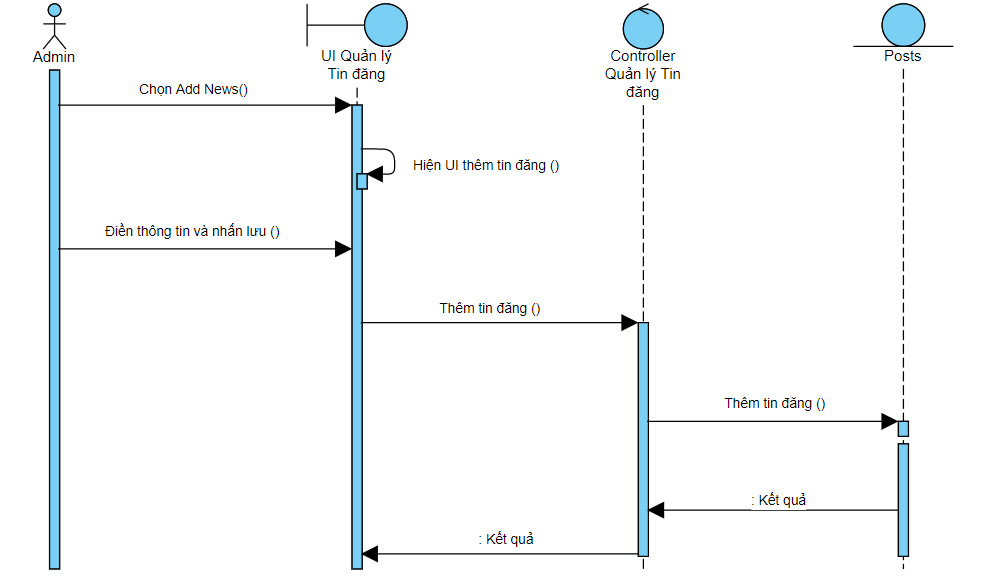 Admin
UI Quản lý
Tin đăng
Controller
Quản lý Tin
đăng
Posts
Chọn Add News()
Hiện UI thêm tin đăng ()
Điền thông tin và nhấn lưu ()
Thêm tin đăng ()
Thêm tin đăng ()
: Kết quả
: Kết quả